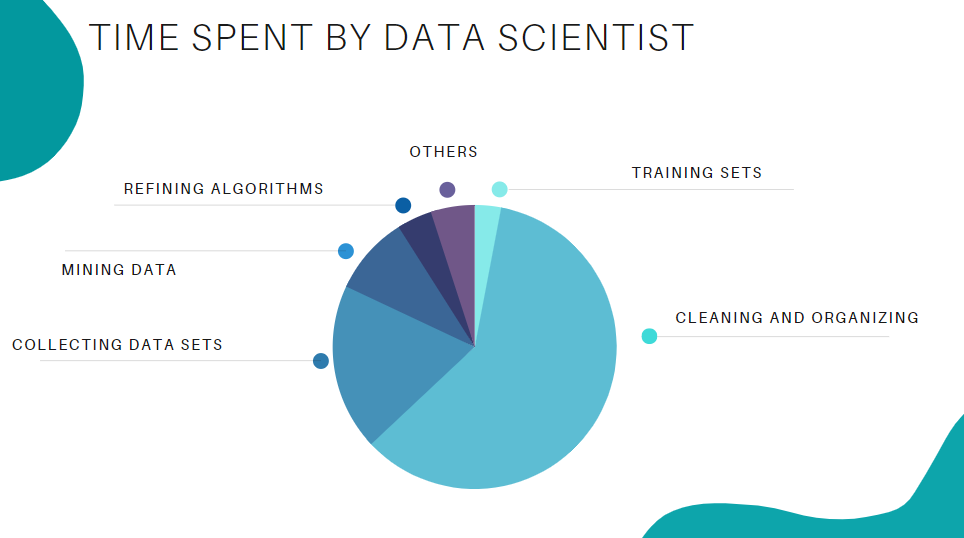 TIME SPENT BY DATA SCIENTIST
OTHERS
TRAINING SETS
REFINING ALGORITHMS
MINING DATA
CLEANING AND ORGANIZING
COLLECTING DATA SETS